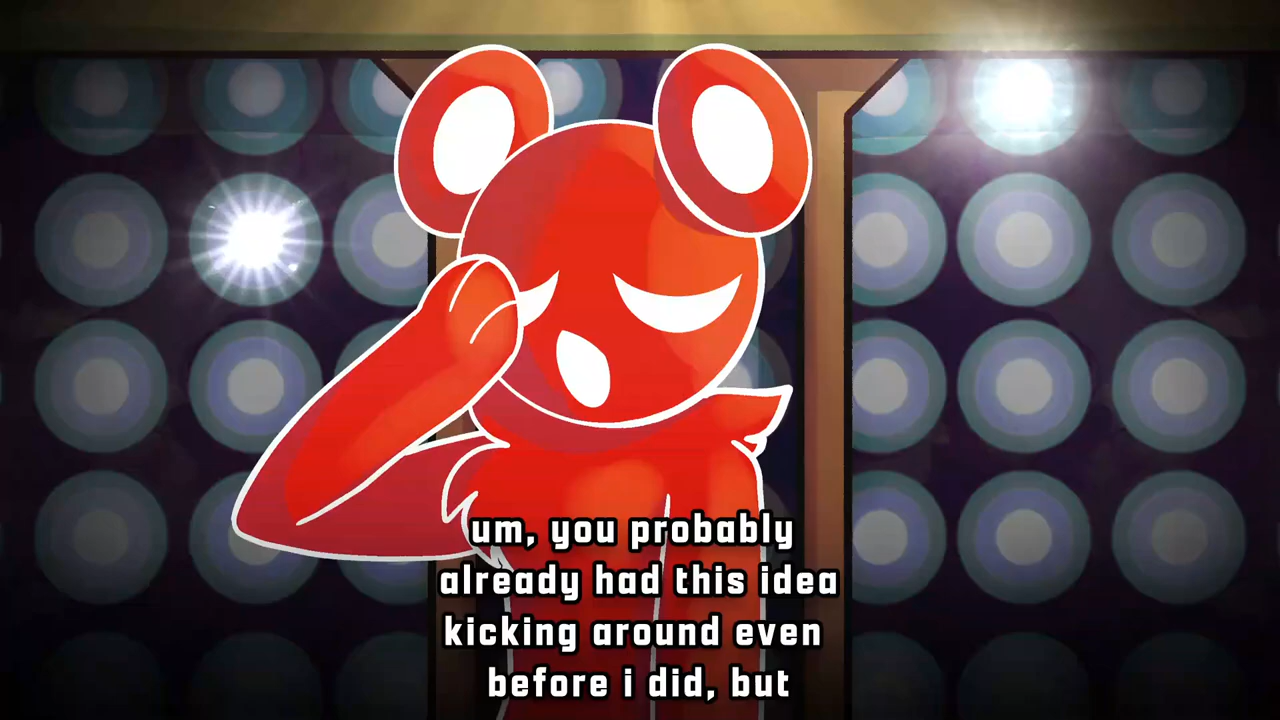 um, you probably
already had this idea
kicking around even
before i did, but